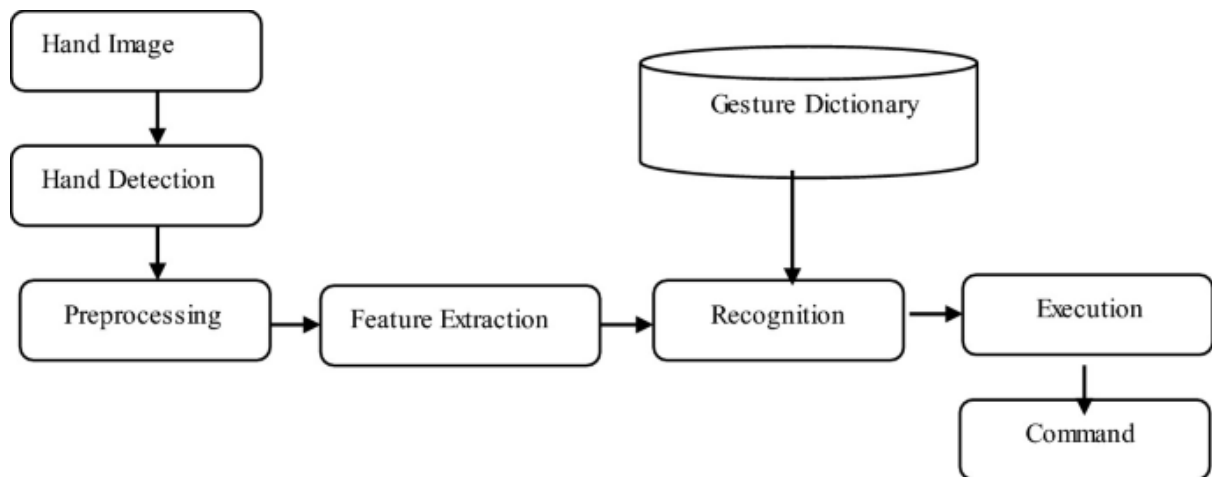 Hand Image
Gesture Dictionary
Hand Detection
Preprocessing
Feature Extraction
Recognition
Execution
Command